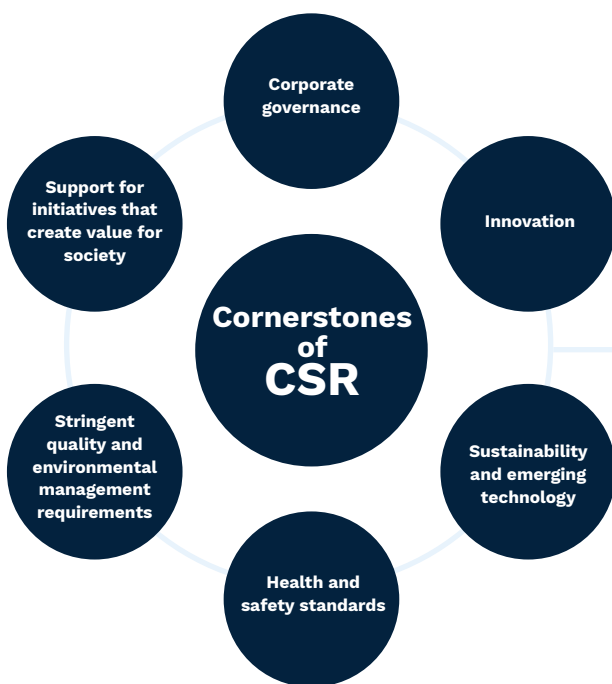 Corporate
governance
Support for
initiatives that
create value for
society
Innovation
Cornerstones
of
CSR
Stringent
quality and
environmental
management
requirements
Sustainability
and emerging
technology
Health and
safety standards